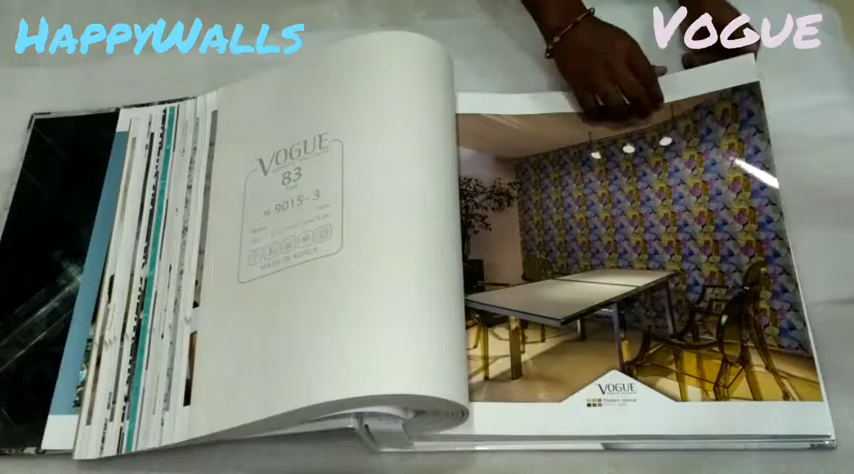 HappyWalls
Vogue
VOGUE
83
N 9015-3
MADE IN KOREA
VOGUE